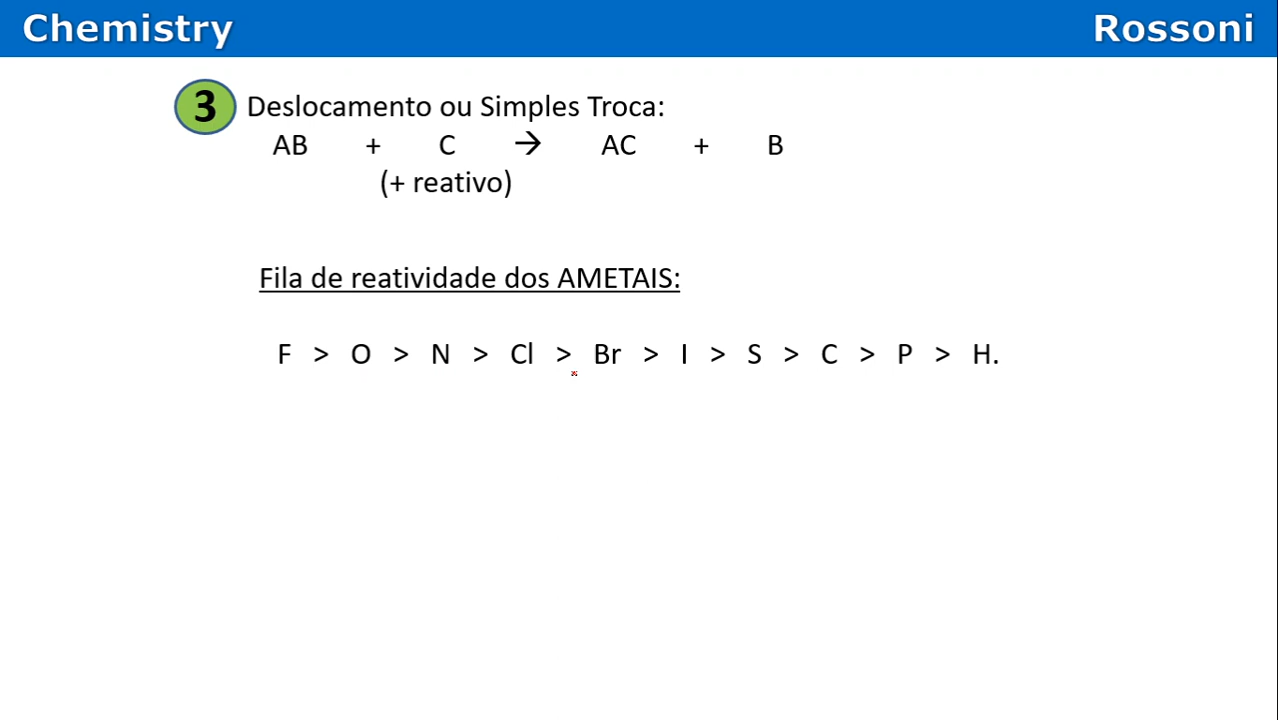 Chemistry Rossoni
3 Deslocamento ou Simples Troca:
AB + C → AC + B
(+ reativo)
Fila de reatividade dos AMETAIS:
F > O > N > Cl > Br > I > S > C > P > H.